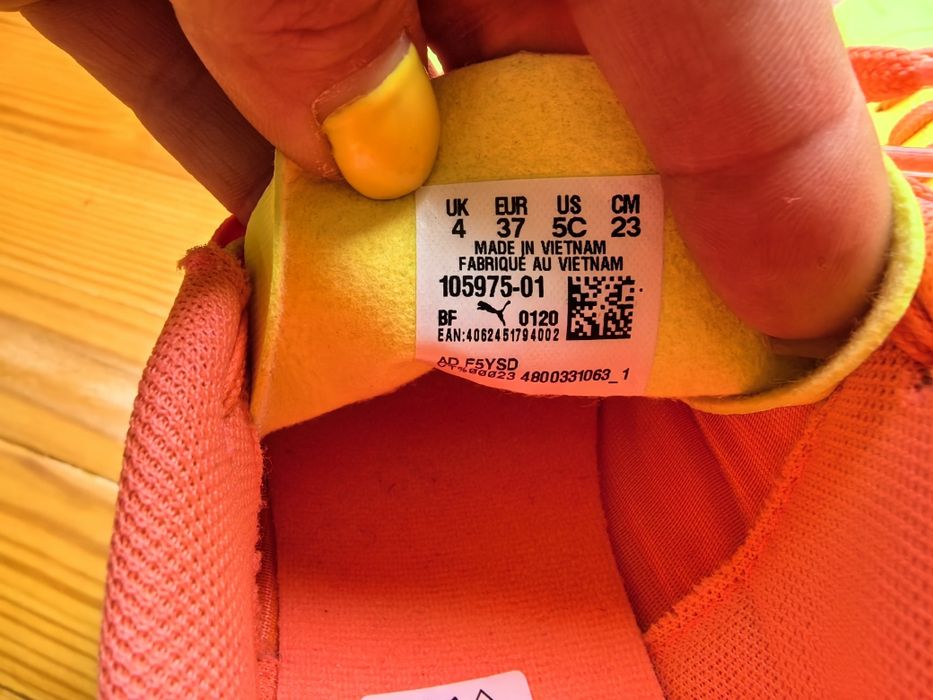 UK EUR US CM
4 37 5C 23
MADE IN VIETNAM
FABRIQUÉ AU VIETNAM
105975-01
BF 0120
EAN:4062451794002
AD F5YSD
4800331063_1